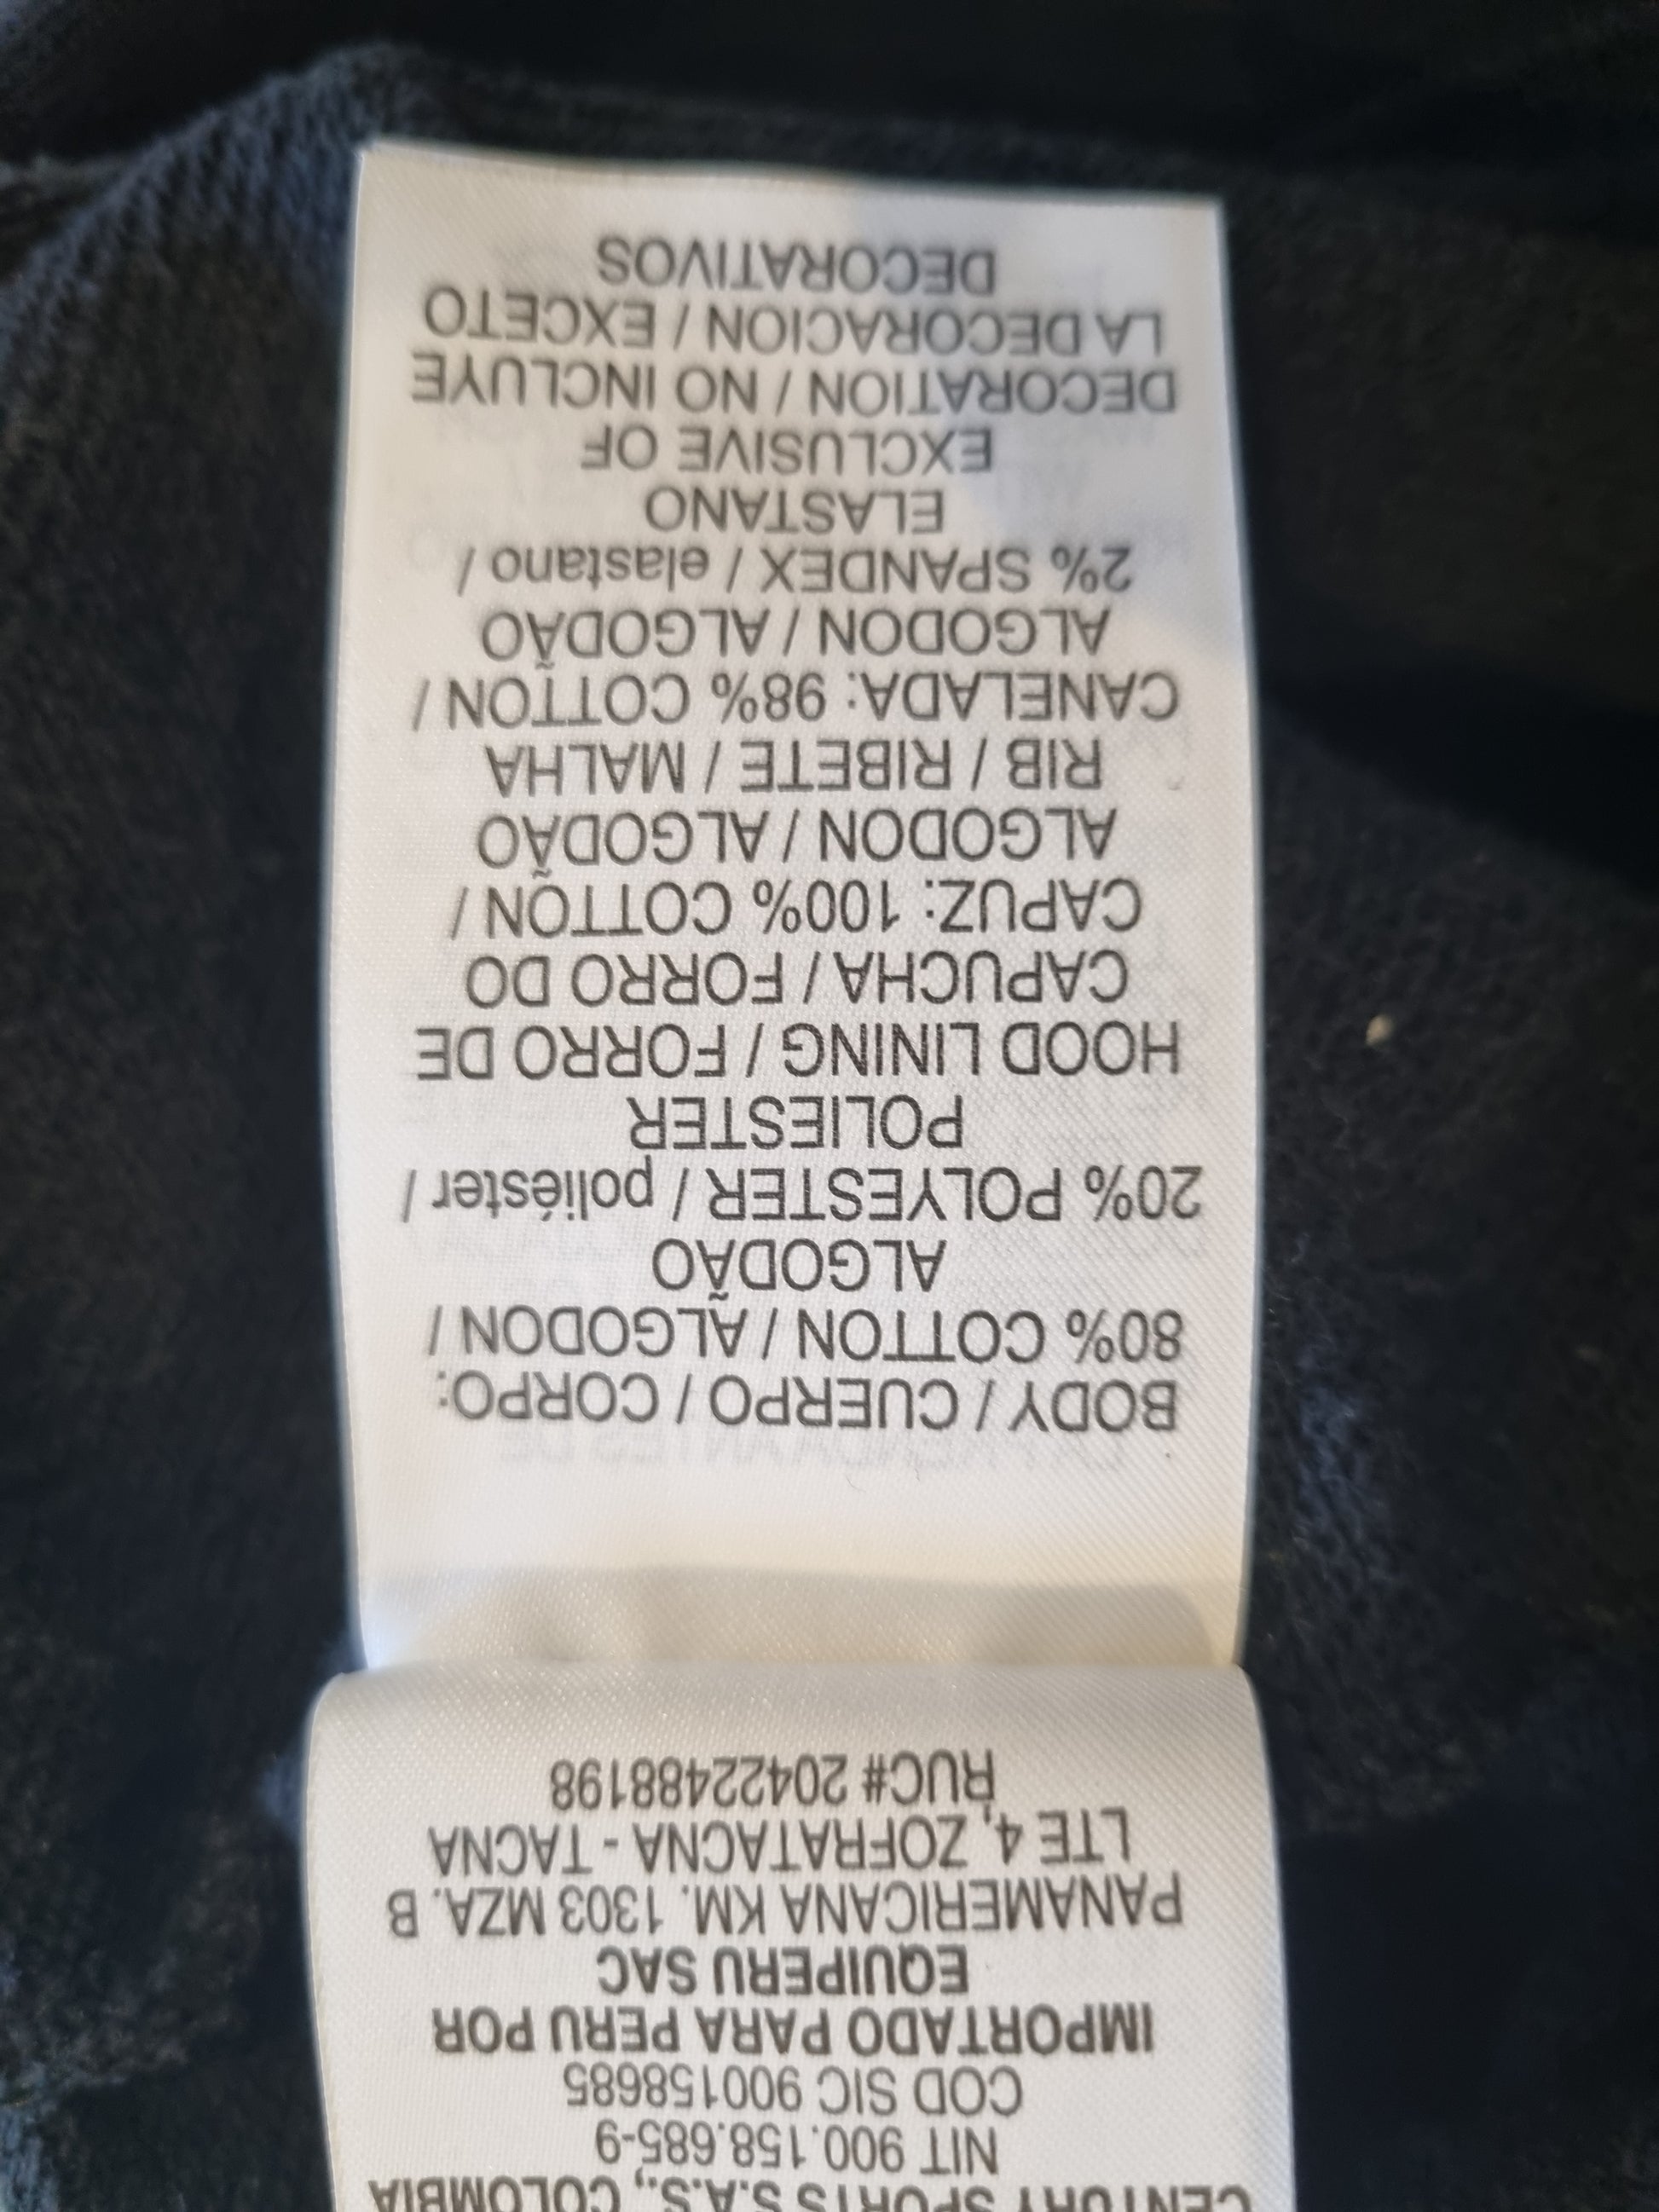 CENTURY SPORTS S.A.S., COLOMBIA
NIT 900.158.685-9
COD SIC 900158685
IMPORTADO PARA PERU POR
EQUIPERU SAC
PANAMERICANA KM. 1303 MZA. B
LTE 4, ZOFRATACNA - TACNA
RUC# 20422488198
BODY / CUERPO / CORPO:
80% COTTON / ALGODON /
ALGODÃO
20% POLYESTER / poliéster /
POLIESTER
HOOD LINING / FORRO DE
CAPUCHA / FORRO DO
CAPUZ: 100% COTTON /
ALGODON / ALGODÃO
RIB / RIBETE / MALHA
CANELADA: 98% COTTON /
ALGODON / ALGODÃO
2% SPANDEX / elastano /
ELASTANO
EXCLUSIVE OF
DECORATION / NO INCLUYE
LA DECORACION / EXCETO
DECORATIVOS